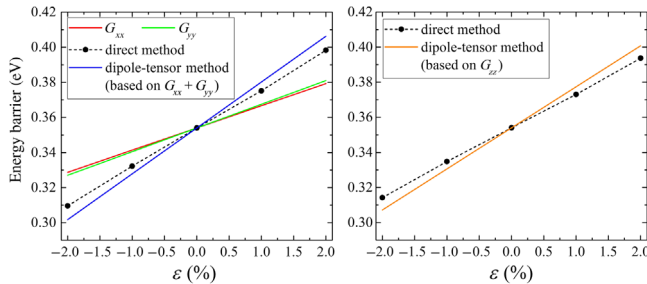 G_xx G_yy
direct method
dipole-tensor method
(based on G_xx + G_yy)
direct method
dipole-tensor method
(based on G_zz)
Energy barrier (eV)
0.42
0.40
0.38
0.36
0.34
0.32
0.30
−2.0 −1.5 −1.0 −0.5 0.0 0.5 1.0 1.5 2.0
ε (%)
0.42
0.40
0.38
0.36
0.34
0.32
0.30
−2.0 −1.5 −1.0 −0.5 0.0 0.5 1.0 1.5 2.0
ε (%)